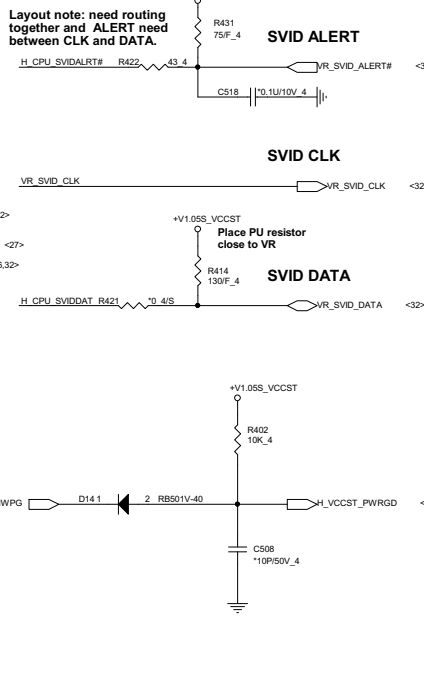 Layout note: need routing
together and ALERT need
between CLK and DATA.
R431
75/F_4
SVID ALERT
H_CPU_SVIDALRT# R422 43_4
VR_SVID_ALERT#
C518 *0.1U/10V_4
SVID CLK
VR_SVID_CLK
VR_SVID_CLK <32
2>
+V1.05S_VCCST
Place PU resistor
close to VR
<27>
6,32>
R414
130/F_4
SVID DATA
H_CPU_SVIDDAT R421 *0_4/S
VR_SVID_DATA <32>
+V1.05S_VCCST
R402
10K_4
WPG D14 1 2 RB501V-40 H_VCCST_PWRGD
C508
*10P/50V_4